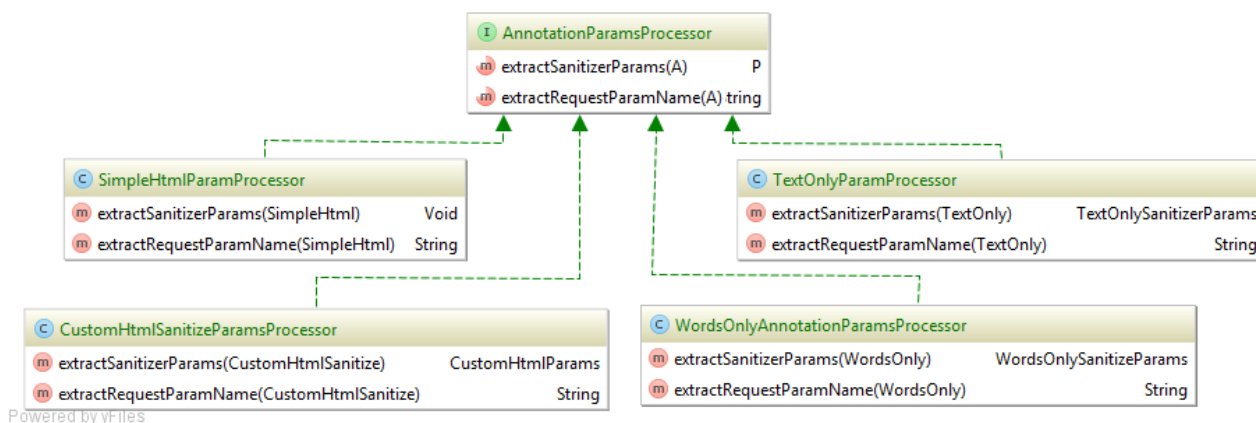 I AnnotationParamsProcessor
m extractSanitizerParams(A) P
m extractRequestParamName(A) tring
C SimpleHtmlParamProcessor
m extractSanitizerParams(SimpleHtml) Void
m extractRequestParamName(SimpleHtml) String
C TextOnlyParamProcessor
m extractSanitizerParams(TextOnly) TextOnlySanitizerParams
m extractRequestParamName(TextOnly) String
C CustomHtmlSanitizeParamsProcessor
m extractSanitizerParams(CustomHtmlSanitize) CustomHtmlParams
m extractRequestParamName(CustomHtmlSanitize) String
C WordsOnlyAnnotationParamsProcessor
m extractSanitizerParams(WordsOnly) WordsOnlySanitizeParams
m extractRequestParamName(WordsOnly) String
Powered by yFiles